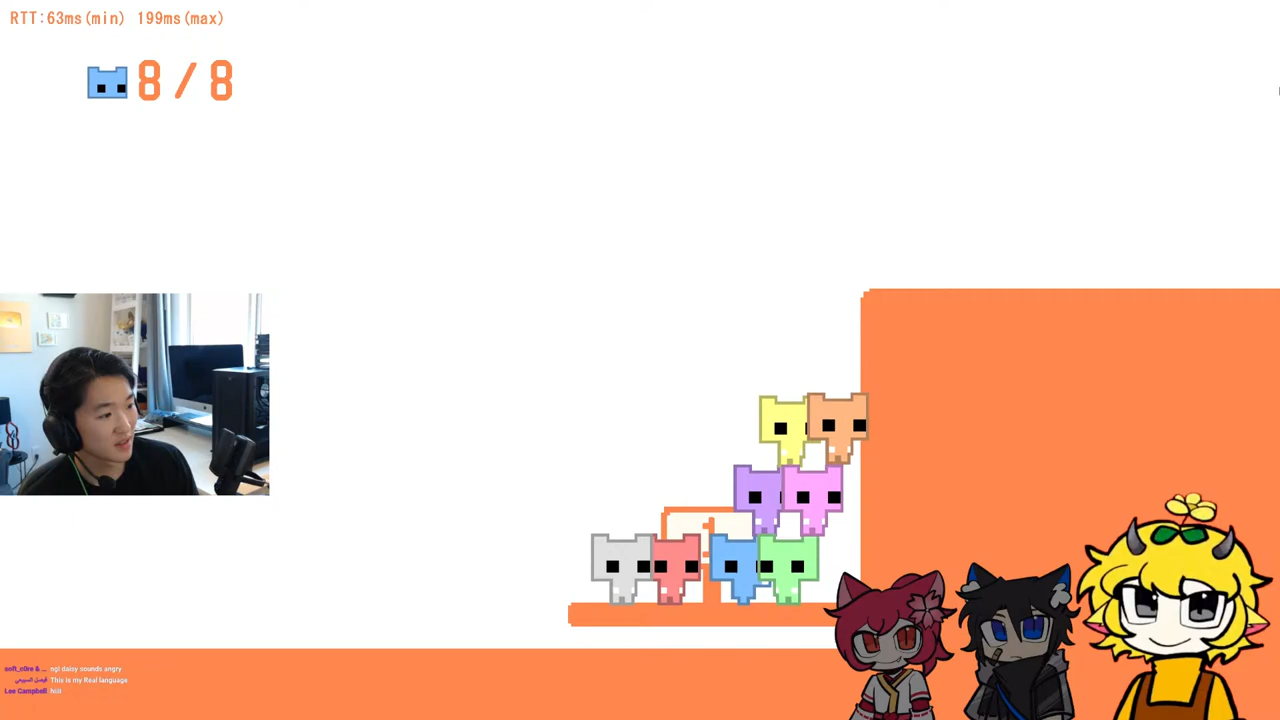 RTT:63ms(min) 199ms(max)
8/8
soft_c0re & ... ngl daisy sounds angry
فيصل السبيعي This is my Real language
Lee Campbell hiiii